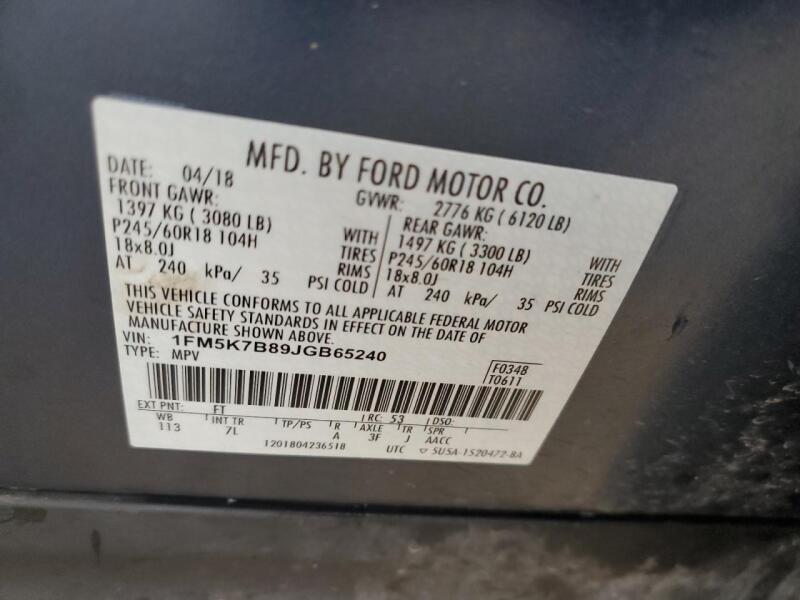 MFD. BY FORD MOTOR CO.
DATE: 04/18 GVWR: 2776 KG ( 6120 LB)
FRONT GAWR: REAR GAWR:
1397 KG ( 3080 LB) WITH 1497 KG ( 3300 LB) WITH
P245/60R18 104H TIRES P245/60R18 104H TIRES
18x8.0J RIMS 18x8.0J RIMS
AT 240 kPa/ 35 PSI COLD AT 240 kPa/ 35 PSI COLD
THIS VEHICLE CONFORMS TO ALL APPLICABLE FEDERAL MOTOR
VEHICLE SAFETY STANDARDS IN EFFECT ON THE DATE OF
MANUFACTURE SHOWN ABOVE.
VIN: 1FM5K7B89JGB65240
TYPE: MPV
F0348
T0611
EXT PNT: FT RC: 53 DSO:
WB INT TR TP/PS R AXLE TR SPR
113 7L A 3F J AACC
1201804236518 UTC ▽ SU5A-1520472-BA